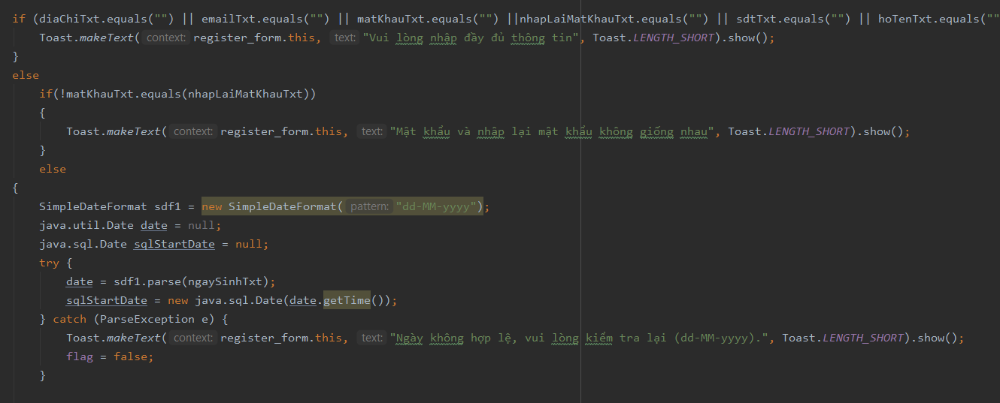 if (diaChiTxt.equals("") || emailTxt.equals("") || matKhauTxt.equals("") ||nhapLaiMatKhauTxt.equals("") || sdtTxt.equals("") || hoTenTxt.equals(""
Toast.makeText( context: register_form.this, text: "Vui lòng nhập đầy đủ thông tin", Toast.LENGTH_SHORT).show();
}
else
if(!matKhauTxt.equals(nhapLaiMatKhauTxt))
{
Toast.makeText( context: register_form.this, text: "Mật khẩu và nhập lại mật khẩu không giống nhau", Toast.LENGTH_SHORT).show();
}
else
{
SimpleDateFormat sdf1 = new SimpleDateFormat( pattern: "dd-MM-yyyy");
java.util.Date date = null;
java.sql.Date sqlStartDate = null;
try {
date = sdf1.parse(ngaySinhTxt);
sqlStartDate = new java.sql.Date(date.getTime());
} catch (ParseException e) {
Toast.makeText( context: register_form.this, text: "Ngày không hợp lệ, vui lòng kiểm tra lại (dd-MM-yyyy).", Toast.LENGTH_SHORT).show();
flag = false;
}